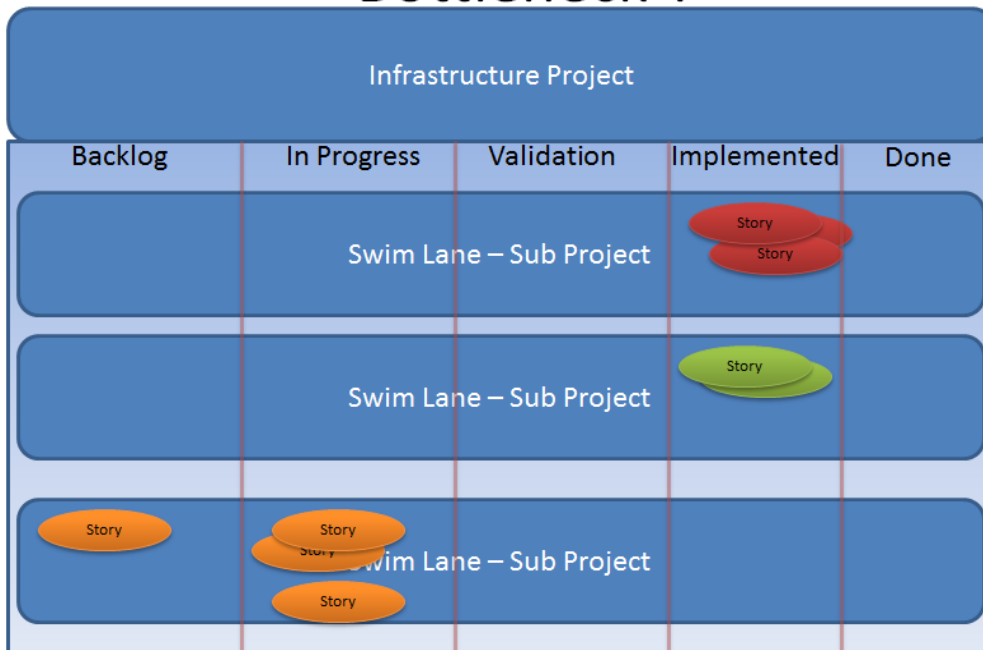 Infrastructure Project
Backlog In Progress Validation Implemented Done
Story
Swim Lane – Sub Project
Story
Story
Swim Lane – Sub Project
Story
Story
Story
Swim Lane – Sub Project
Story